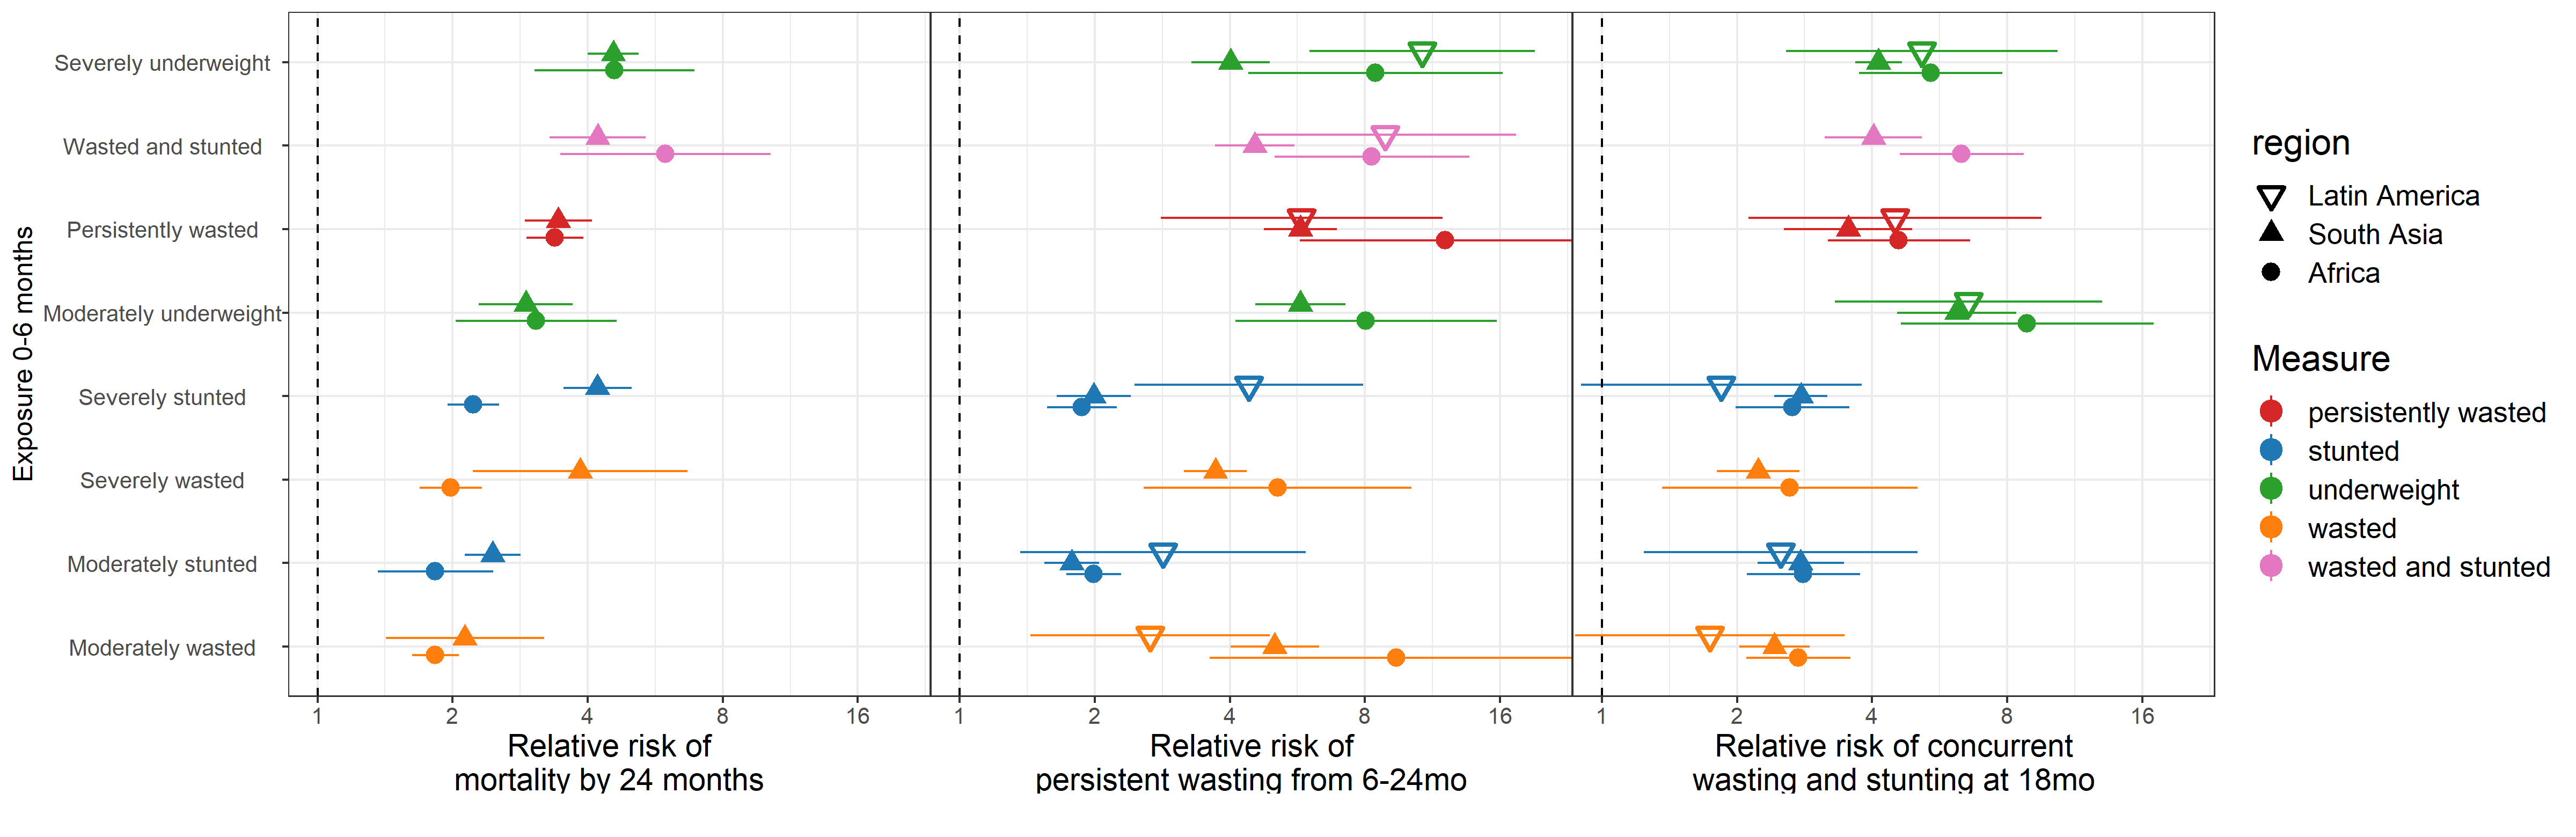 Exposure 0-6 months
Severely underweight
Wasted and stunted
Persistently wasted
Moderately underweight
Severely stunted
Severely wasted
Moderately stunted
Moderately wasted
1 2 4 8 16
1 2 4 8 16
1 2 4 8 16
Relative risk of
mortality by 24 months
Relative risk of
persistent wasting from 6-24mo
Relative risk of concurrent
wasting and stunting at 18mo
region
Latin America
South Asia
Africa
Measure
persistently wasted
stunted
underweight
wasted
wasted and stunted